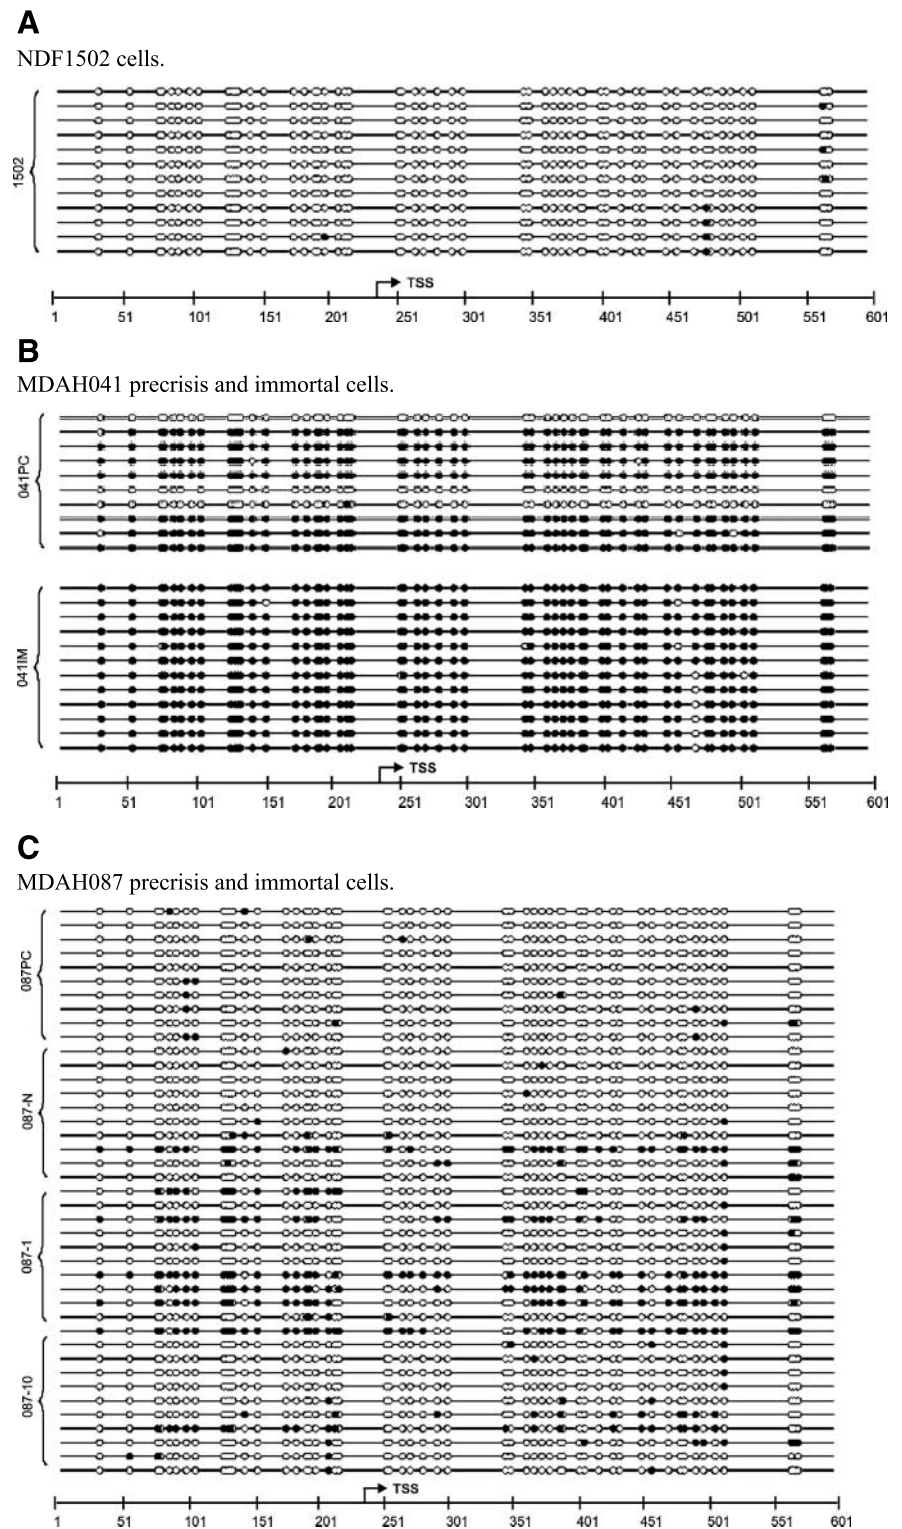 A
NDF1502 cells.
1502
TSS
1 51 101 151 201 251 301 351 401 451 501 551 601
B
MDAH041 precrisis and immortal cells.
041PC
041IM
TSS
1 51 101 151 201 251 301 351 401 451 501 551 601
C
MDAH087 precrisis and immortal cells.
087PC
087-N
087-1
087-10
TSS
1 51 101 151 201 251 301 351 401 451 501 551 601